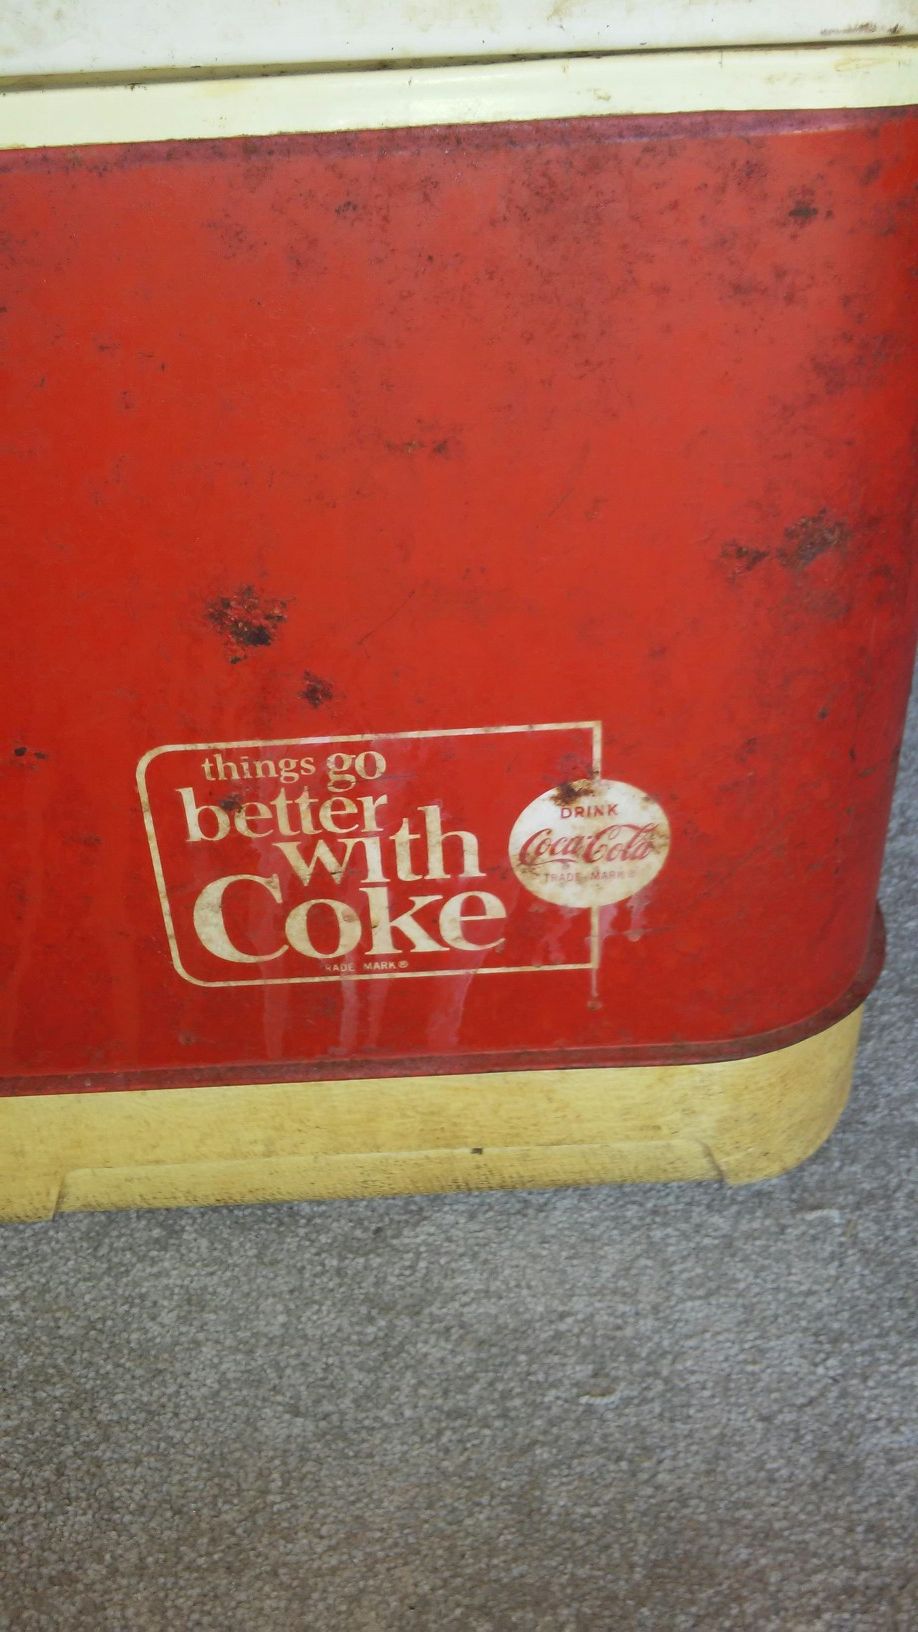 things go
better
with
Coke
TRADE MARK ®
DRINK
Coca-Cola
TRADE MARK ®